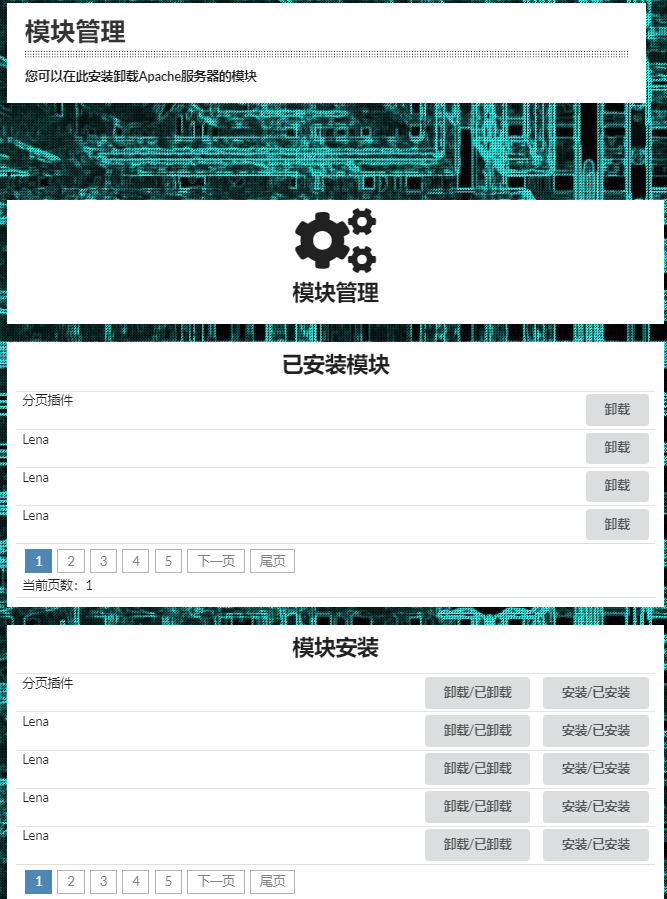 模块管理
您可以在此安装卸载Apache服务器的模块
模块管理
已安装模块
分页插件 卸载
Lena 卸载
Lena 卸载
Lena 卸载
1 2 3 4 5 下一页 尾页
当前页数：1
模块安装
分页插件 卸载/已卸载 安装/已安装
Lena 卸载/已卸载 安装/已安装
Lena 卸载/已卸载 安装/已安装
Lena 卸载/已卸载 安装/已安装
Lena 卸载/已卸载 安装/已安装
1 2 3 4 5 下一页 尾页